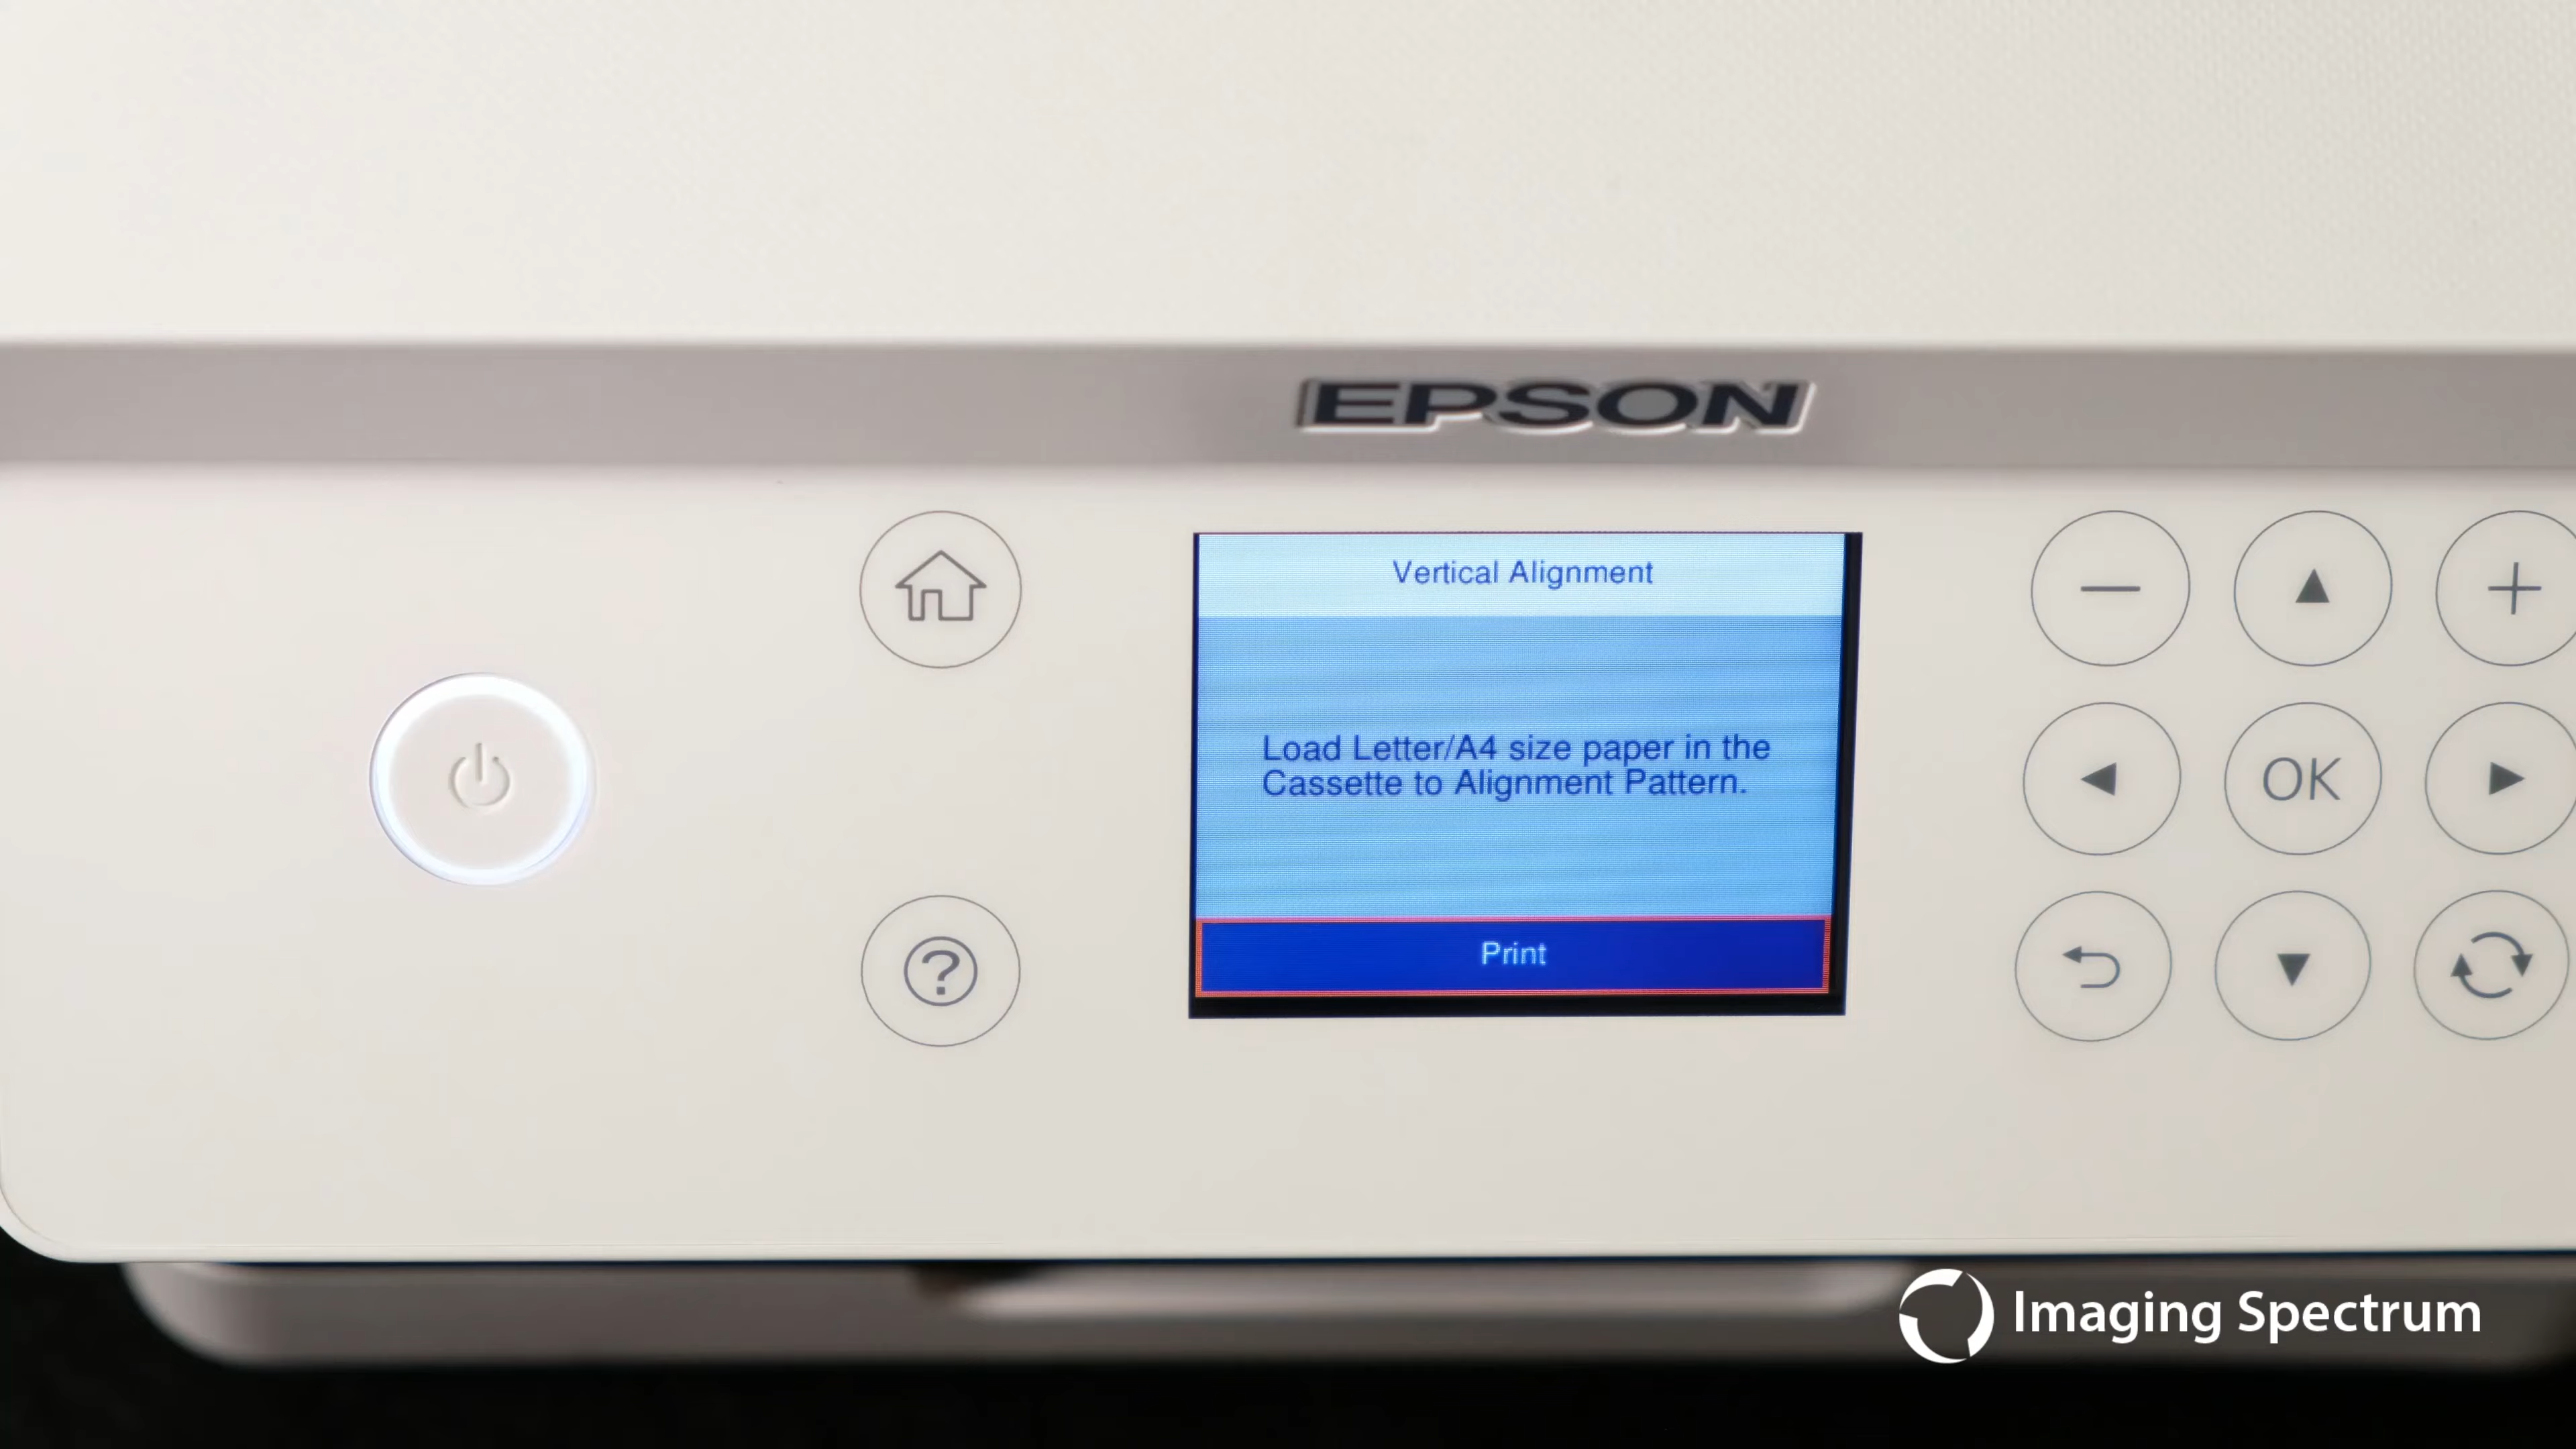 EPSON
Vertical Alignment
Load Letter/A4 size paper in the
Cassette to Alignment Pattern.
Print
OK
Imaging Spectrum